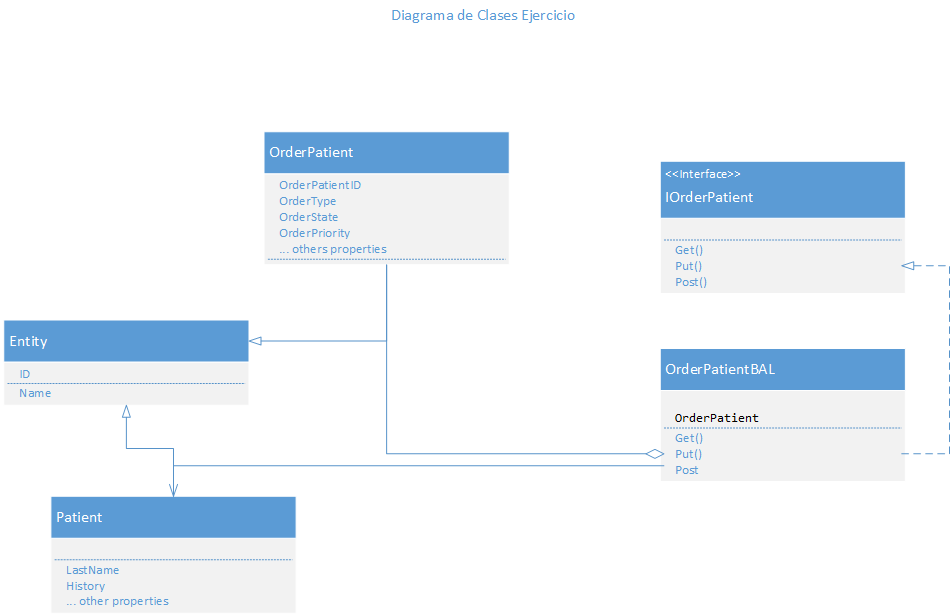 Diagrama de Clases Ejercicio
OrderPatient
OrderPatientID
OrderType
OrderState
OrderPriority
... others properties
<<Interface>>
IOrderPatient
Get()
Put()
Post()
Entity
ID
Name
OrderPatientBAL
OrderPatient
Get()
Put()
Post
Patient
LastName
History
... other properties